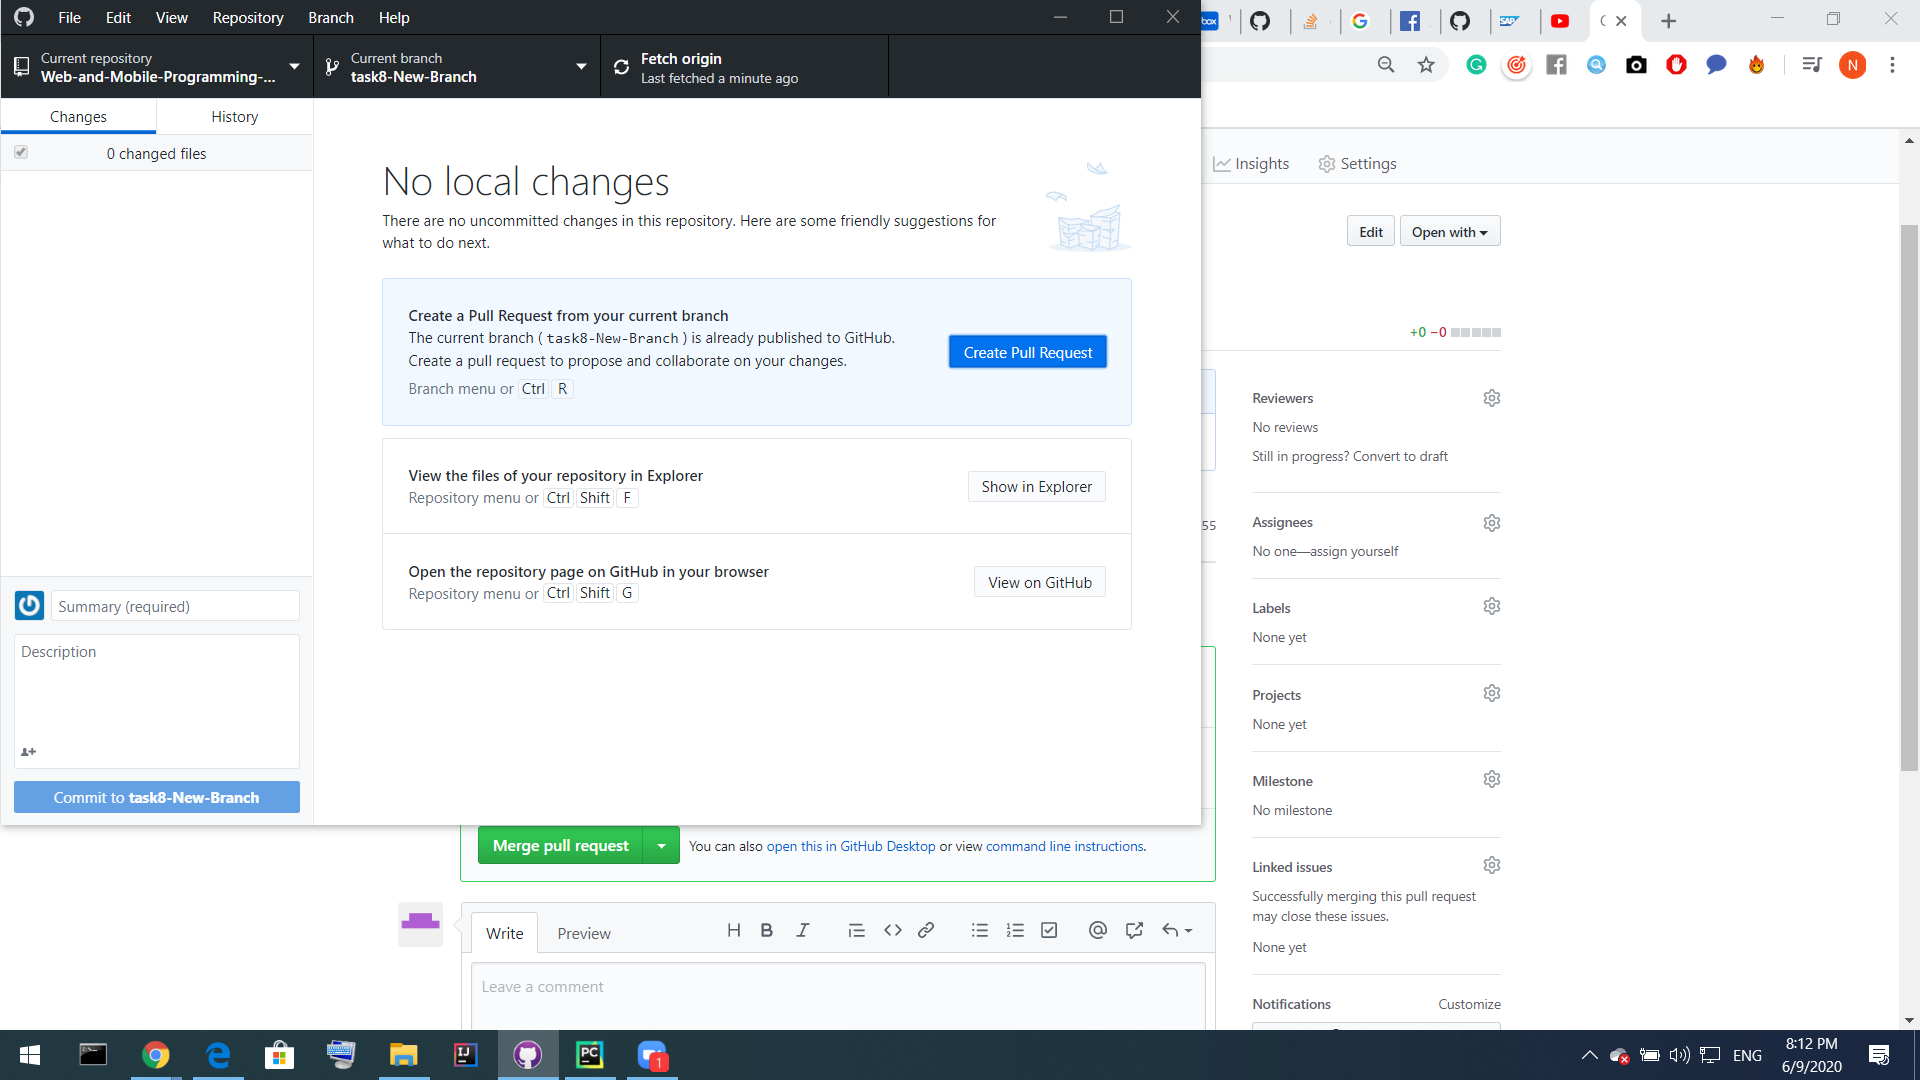 File Edit View Repository Branch Help
Current repository
Web-and-Mobile-Programming-...
Current branch
task8-New-Branch
Fetch origin
Last fetched a minute ago
Changes History
0 changed files
No local changes
There are no uncommitted changes in this repository. Here are some friendly suggestions for
what to do next.
Create a Pull Request from your current branch
The current branch ( task8-New-Branch ) is already published to GitHub.
Create a pull request to propose and collaborate on your changes.
Branch menu or Ctrl R
Create Pull Request
View the files of your repository in Explorer
Repository menu or Ctrl Shift F
Show in Explorer
Open the repository page on GitHub in your browser
Repository menu or Ctrl Shift G
View on GitHub
Summary (required)
Description
Commit to task8-New-Branch
box
SAP
N
Insights Settings
Edit Open with
+0 −0
55
Reviewers
No reviews
Still in progress? Convert to draft
Assignees
No one—assign yourself
Labels
None yet
Projects
None yet
Milestone
No milestone
Linked issues
Successfully merging this pull request
may close these issues.
None yet
Notifications Customize
Merge pull request You can also open this in GitHub Desktop or view command line instructions.
Write Preview
Leave a comment
IJ
PC
1
ENG
8:12 PM
6/9/2020